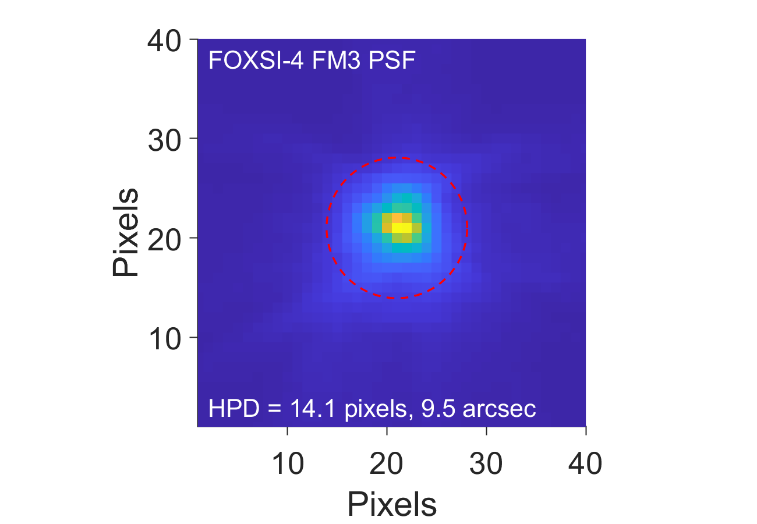 40
FOXSI-4 FM3 PSF
30
Pixels
20
10
HPD = 14.1 pixels, 9.5 arcsec
10 20 30 40
Pixels